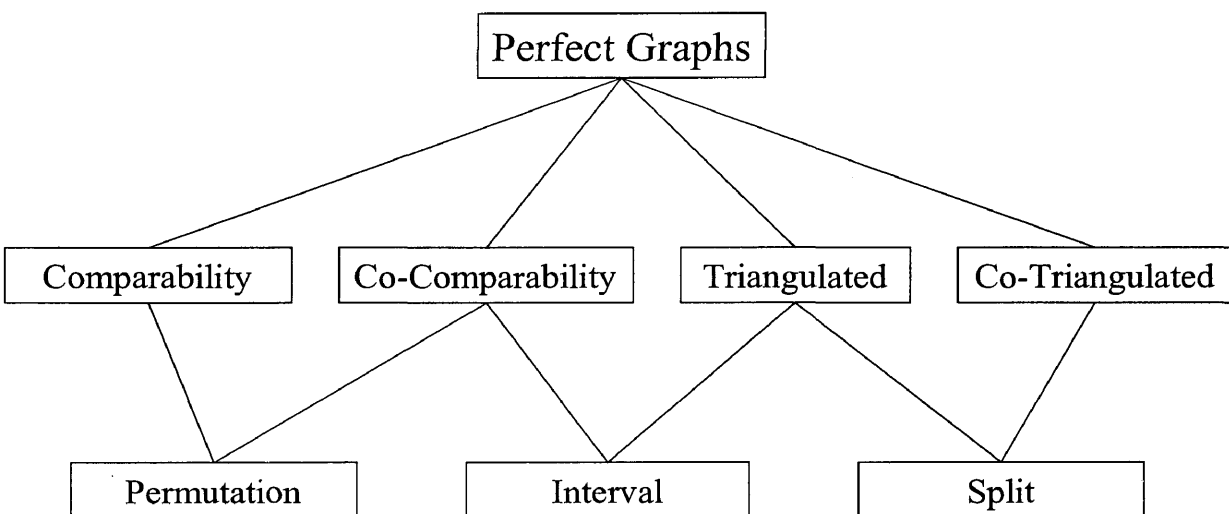 Perfect Graphs
Comparability
Co-Comparability
Triangulated
Co-Triangulated
Permutation
Interval
Split